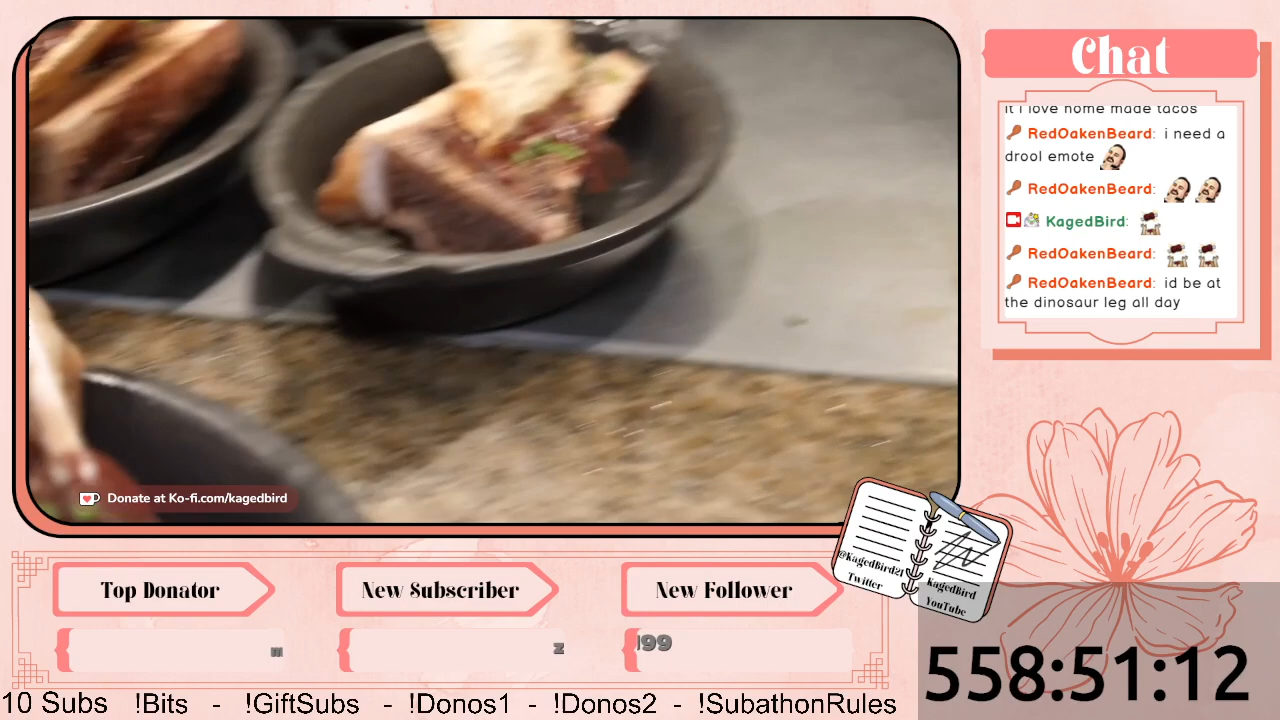 Chat
it i love home made tacos
RedOakenBeard: i need a
drool emote
RedOakenBeard:
KagedBird:
RedOakenBeard:
RedOakenBeard: id be at
the dinosaur leg all day
Donate at Ko-fi.com/kagedbird
@KagedBird21
Twitter
KagedBird
YouTube
Top Donator
New Subscriber
New Follower
199
558:51:12
10 Subs !Bits - !GiftSubs - !Donos1 - !Donos2 - !SubathonRules